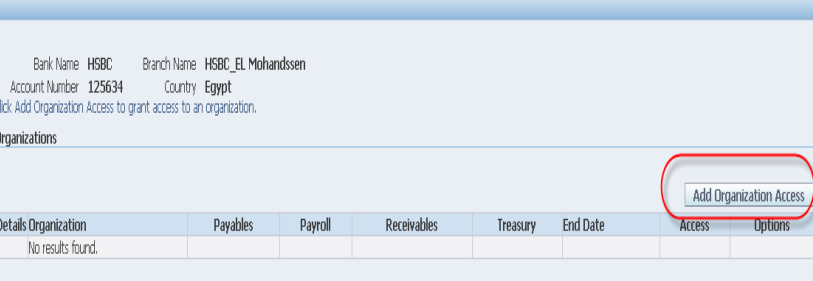 Bank Name HSBC Branch Name HSBC_EL Mohandssen
Account Number 125634 Country Egypt
lick Add Organization Access to grant access to an organization.
Organizations
Add Organization Access
Details Organization Payables Payroll Receivables Treasury End Date Access Options
No results found.